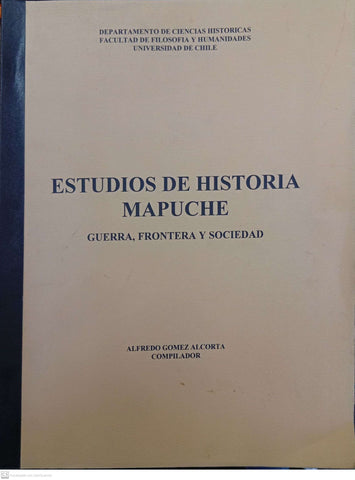 DEPARTAMENTO DE CIENCIAS HISTORICAS
FACULTAD DE FILOSOFIA Y HUMANIDADES
UNIVERSIDAD DE CHILE
ESTUDIOS DE HISTORIA
MAPUCHE
GUERRA, FRONTERA Y SOCIEDAD
ALFREDO GOMEZ ALCORTA
COMPILADOR